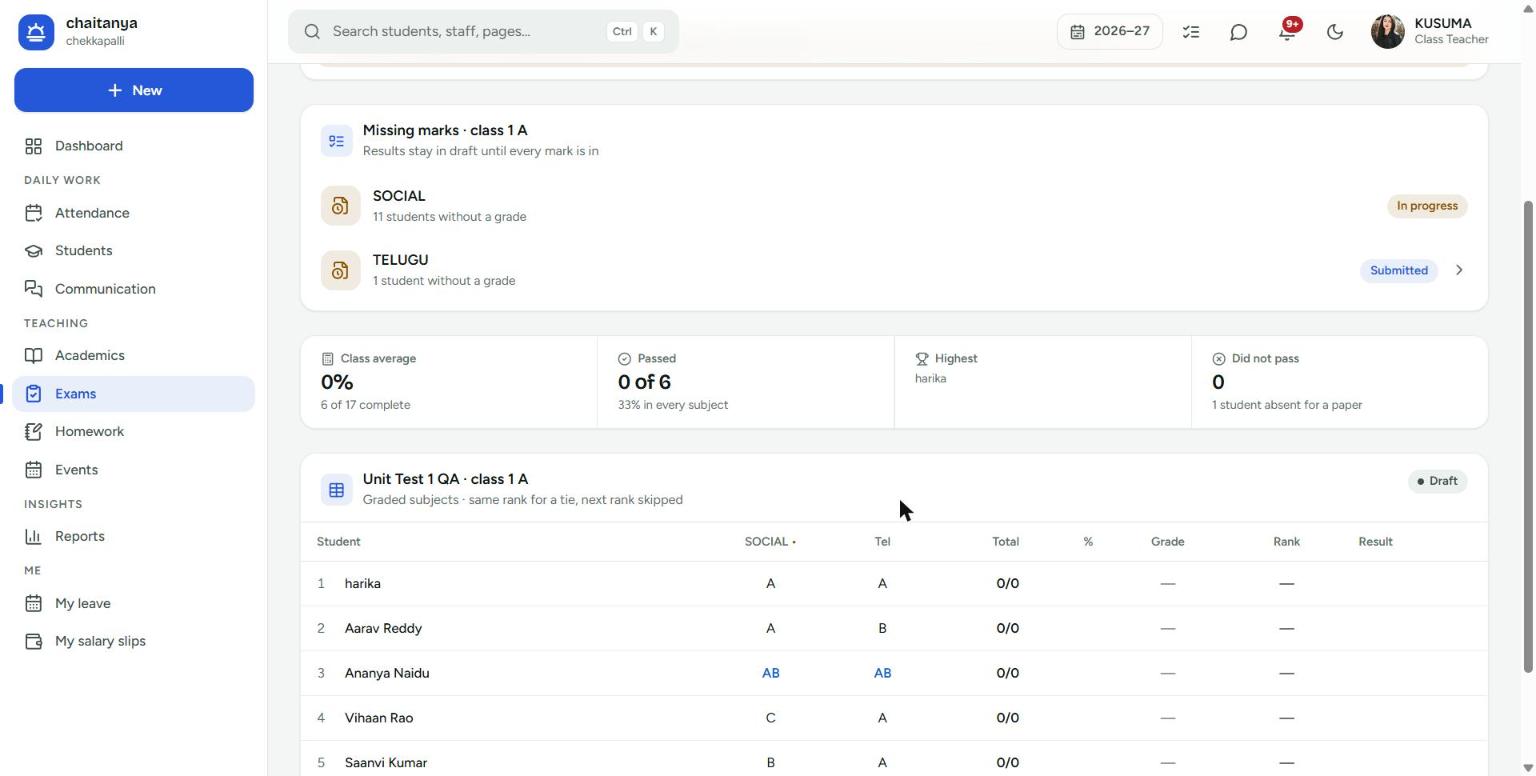 chaitanya
chekkapalli
Search students, staff, pages...
Ctrl
K
2026–27
9+
KUSUMA
Class Teacher
New
Dashboard
DAILY WORK
Attendance
Students
Communication
TEACHING
Academics
Exams
Homework
Events
INSIGHTS
Reports
ME
My leave
My salary slips
Missing marks · class 1 A
Results stay in draft until every mark is in
SOCIAL
11 students without a grade
In progress
TELUGU
1 student without a grade
Submitted
Class average
0%
6 of 17 complete
Passed
0 of 6
33% in every subject
Highest
harika
Did not pass
0
1 student absent for a paper
Unit Test 1 QA · class 1 A
Graded subjects · same rank for a tie, next rank skipped
Draft
Student SOCIAL • Tel Total % Grade Rank Result
1 harika A A 0/0 — —
2 Aarav Reddy A B 0/0 — —
3 Ananya Naidu AB AB 0/0 — —
4 Vihaan Rao C A 0/0 — —
5 Saanvi Kumar B A 0/0 — —